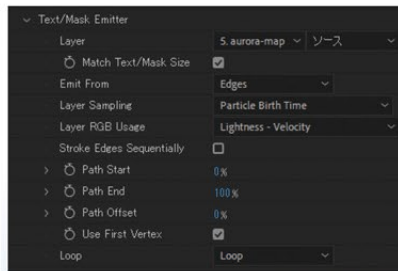 Text/Mask Emitter
Layer 5. aurora-map ソース
Match Text/Mask Size
Emit From Edges
Layer Sampling Particle Birth Time
Layer RGB Usage Lightness - Velocity
Stroke Edges Sequentially
Path Start 0%
Path End 100%
Path Offset 0%
Use First Vertex
Loop Loop